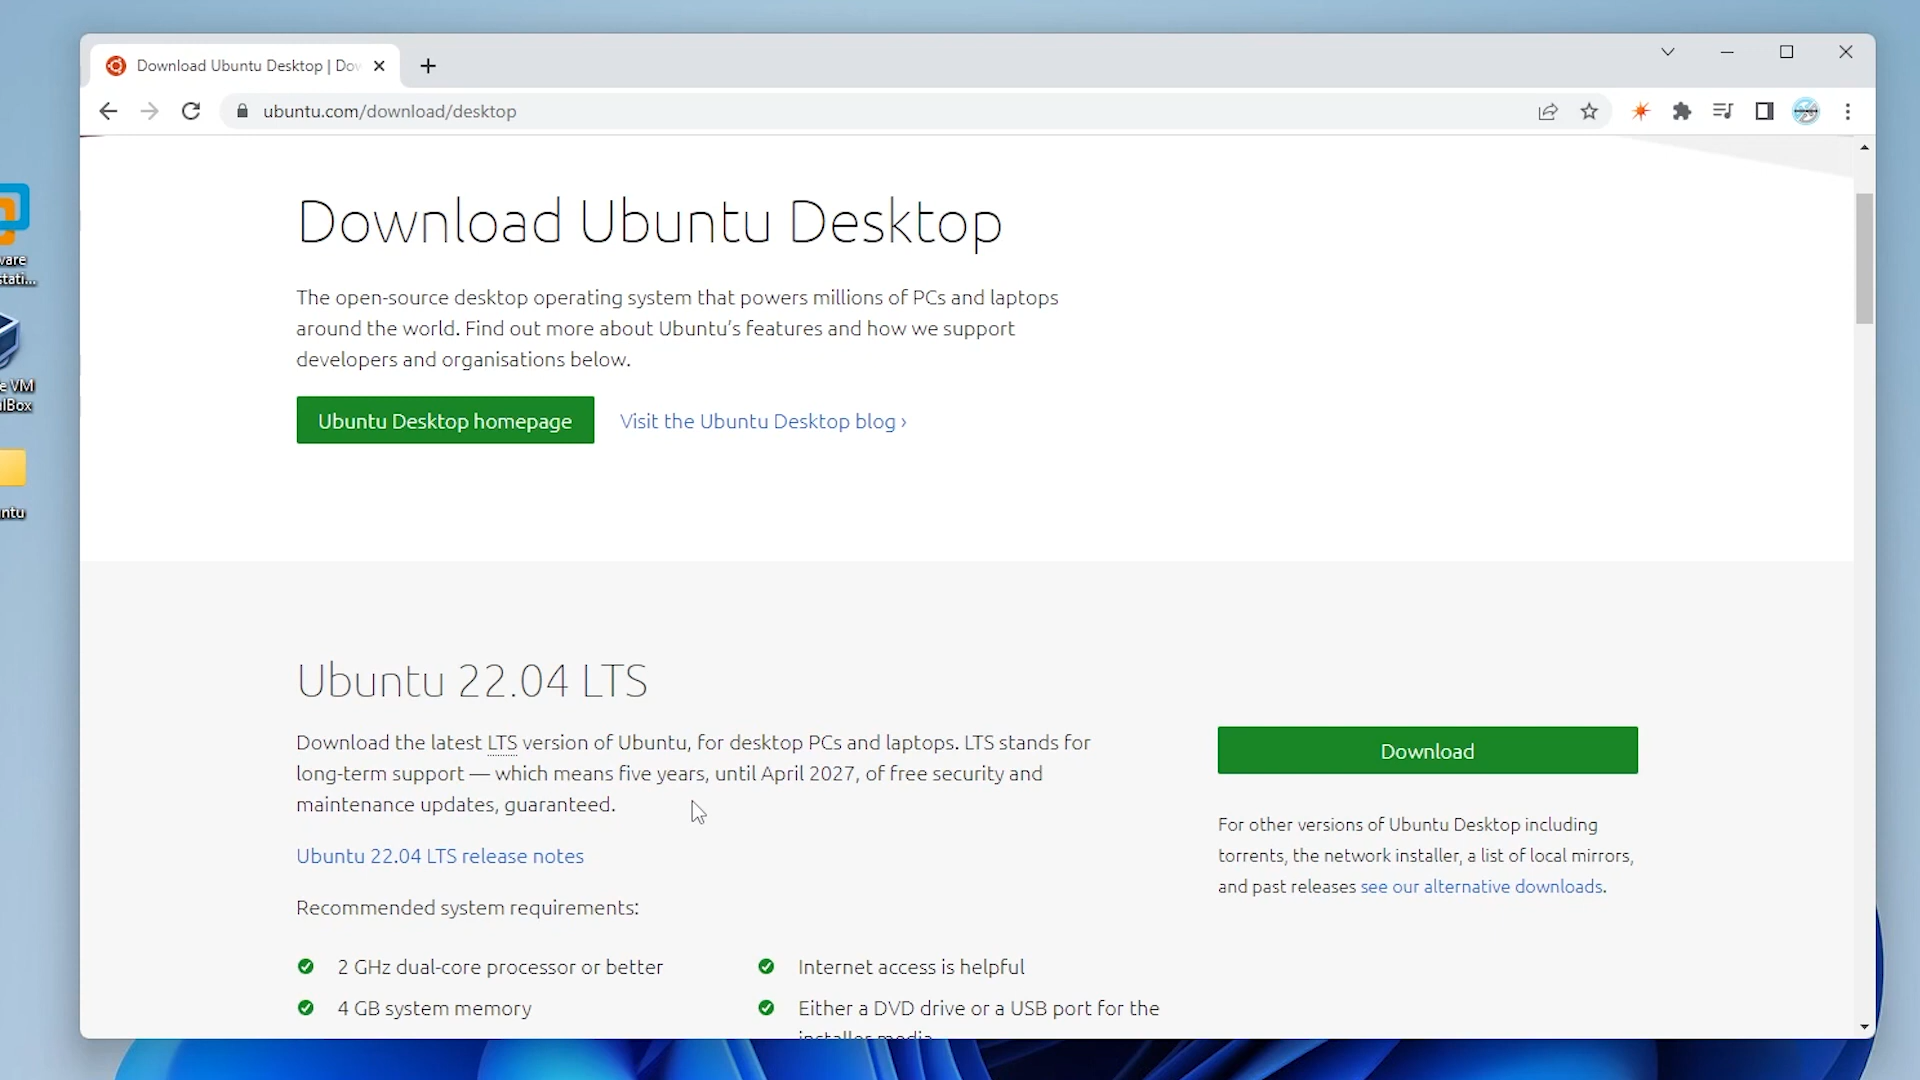 Download Ubuntu Desktop | Dov
ubuntu.com/download/desktop
Download Ubuntu Desktop
The open-source desktop operating system that powers millions of PCs and laptops
around the world. Find out more about Ubuntu's features and how we support
developers and organisations below.
Ubuntu Desktop homepage
Visit the Ubuntu Desktop blog ›
Ubuntu 22.04 LTS
Download the latest LTS version of Ubuntu, for desktop PCs and laptops. LTS stands for
long-term support — which means five years, until April 2027, of free security and
maintenance updates, guaranteed.
Ubuntu 22.04 LTS release notes
Recommended system requirements:
2 GHz dual-core processor or better
4 GB system memory
Internet access is helpful
Either a DVD drive or a USB port for the
installer media
Download
For other versions of Ubuntu Desktop including
torrents, the network installer, a list of local mirrors,
and past releases see our alternative downloads.
ware
stati...
e VM
alBox
ntu